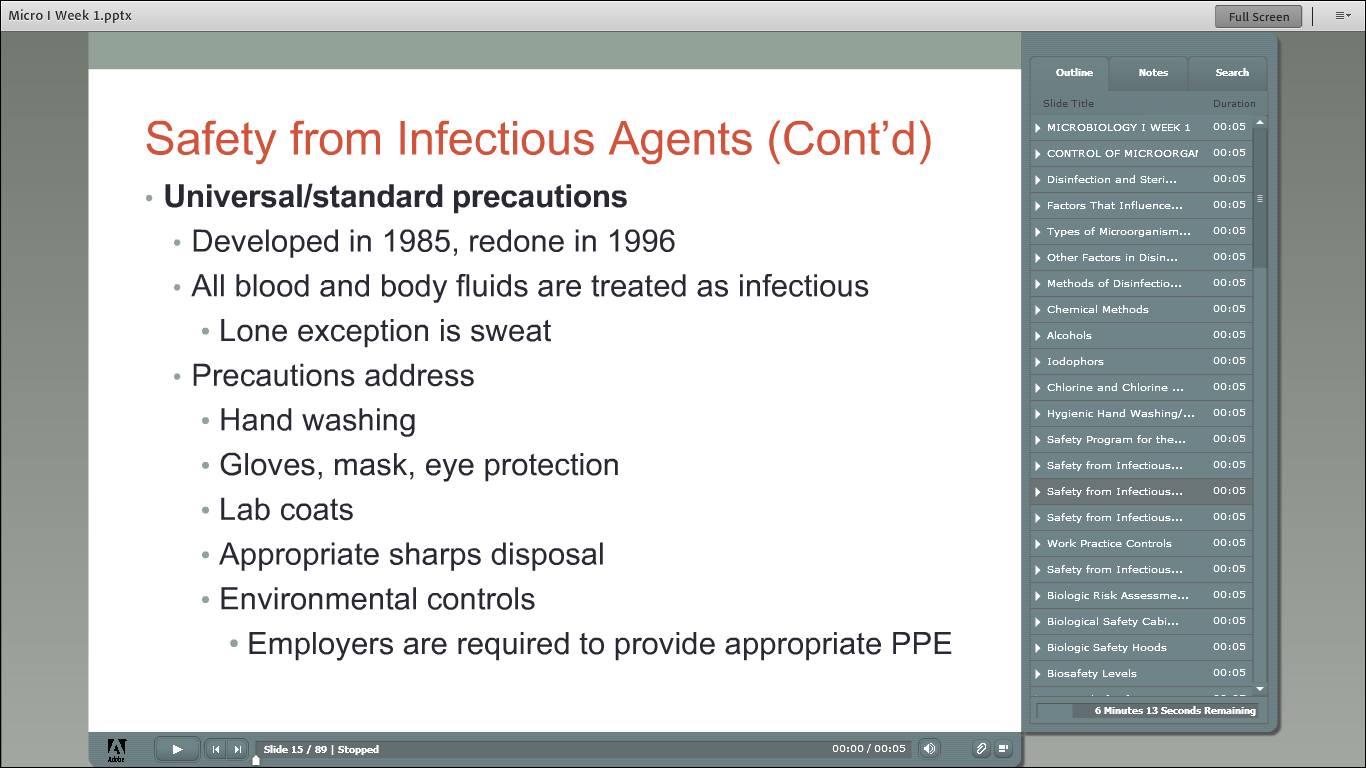 Micro I Week 1.pptx
Full Screen
Safety from Infectious Agents (Cont’d)
• Universal/standard precautions
• Developed in 1985, redone in 1996
• All blood and body fluids are treated as infectious
• Lone exception is sweat
• Precautions address
• Hand washing
• Gloves, mask, eye protection
• Lab coats
• Appropriate sharps disposal
• Environmental controls
• Employers are required to provide appropriate PPE
Outline Notes Search
Slide Title Duration
MICROBIOLOGY I WEEK 1 00:05
CONTROL OF MICROORGAN 00:05
Disinfection and Steri... 00:05
Factors That Influence... 00:05
Types of Microorganism... 00:05
Other Factors in Disin... 00:05
Methods of Disinfectio... 00:05
Chemical Methods 00:05
Alcohols 00:05
Iodophors 00:05
Chlorine and Chlorine ... 00:05
Hygienic Hand Washing/... 00:05
Safety Program for the... 00:05
Safety from Infectious... 00:05
Safety from Infectious... 00:05
Safety from Infectious... 00:05
Work Practice Controls 00:05
Safety from Infectious... 00:05
Biologic Risk Assessme... 00:05
Biological Safety Cabi... 00:05
Biologic Safety Hoods 00:05
Biosafety Levels 00:05
6 Minutes 13 Seconds Remaining
Adobe
Slide 15 / 89 | Stopped 00:00 / 00:05